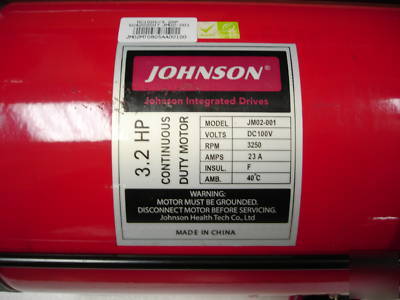 JM02MT0805AA00100
JOHNSON
Johnson Integrated Drives
3.2 HP
CONTINUOUS
DUTY MOTOR
MODEL JM02-001
VOLTS DC100V
RPM 3250
AMPS 23 A
INSUL. F
AMB. 40°C
WARNING:
MOTOR MUST BE GROUNDED.
DISCONNECT MOTOR BEFORE SERVICING.
Johnson Health Tech Co., Ltd
MADE IN CHINA